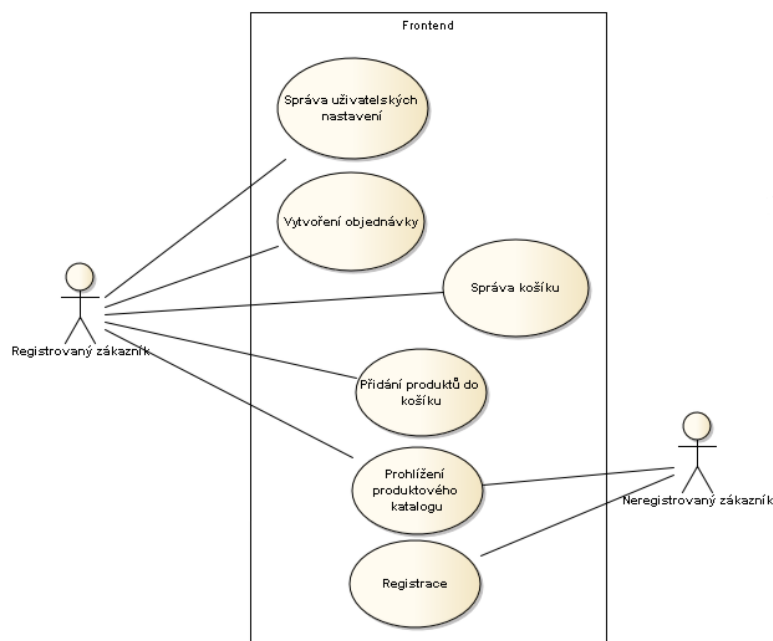 Frontend
Správa uživatelských
nastavení
Vytvoření objednávky
Správa košíku
Registrovaný zákazník
Přidání produktů do
košíku
Prohlížení
produktového
katalogu
Neregistrovaný zákazník
Registrace